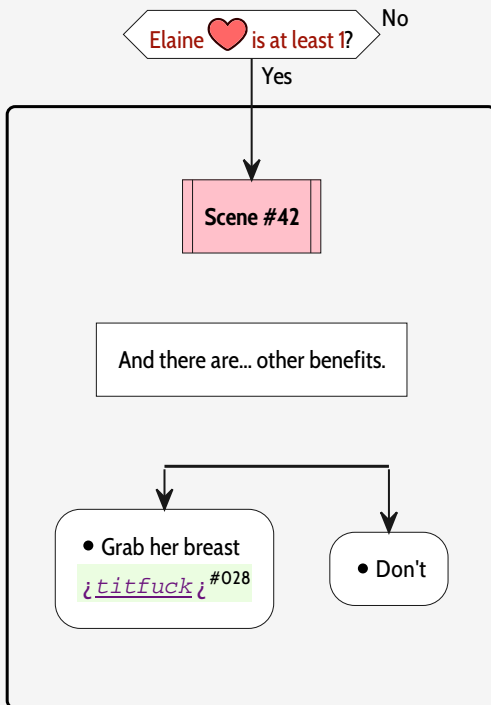 No
Elaine is at least 1?
Yes
Scene #42
And there are... other benefits.
• Grab her breast
¿titfuck¿#028
• Don't